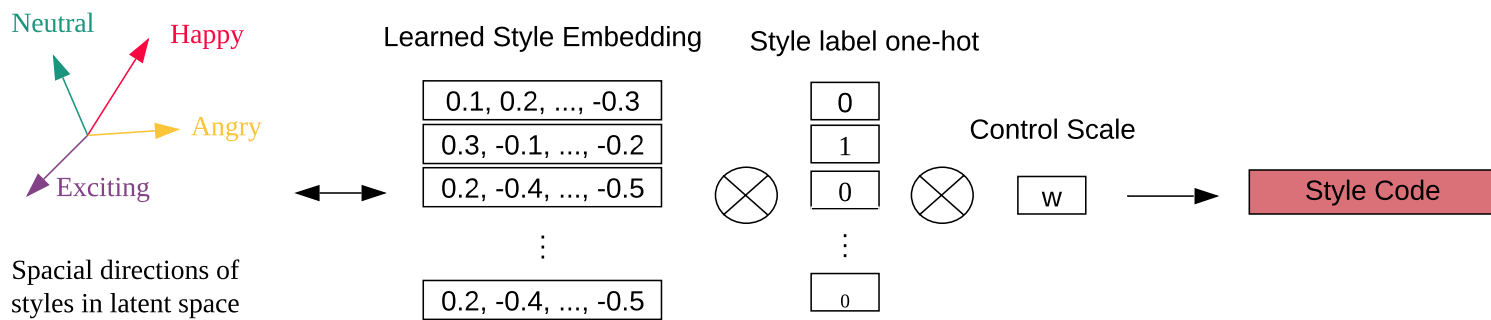 Neutral
Happy
Angry
Exciting
Spacial directions of
styles in latent space
Learned Style Embedding
0.1, 0.2, ..., -0.3
0.3, -0.1, ..., -0.2
0.2, -0.4, ..., -0.5
⋮
0.2, -0.4, ..., -0.5
Style label one-hot
0
1
0
⋮
0
Control Scale
w
Style Code